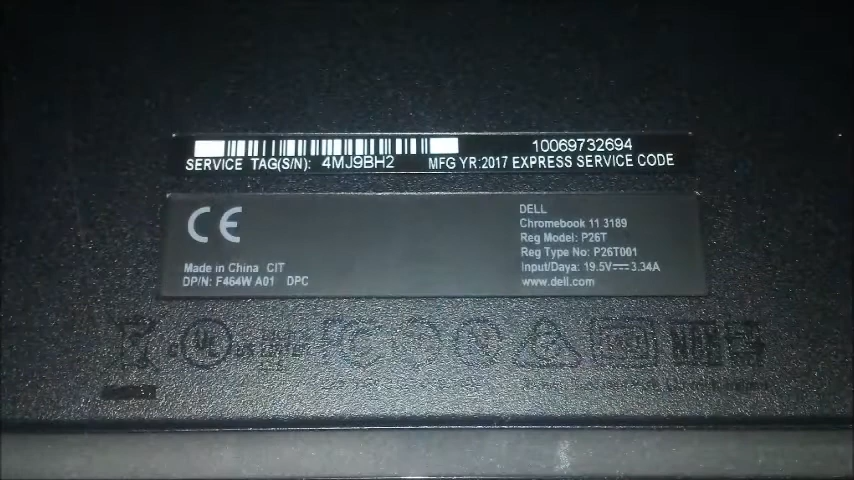 10069732694
SERVICE TAG(S/N): 4MJ9BH2 MFG YR:2017 EXPRESS SERVICE CODE
CE
Made in China CIT
DP/N: F464W A01 DPC
DELL
Chromebook 11 3189
Reg Model: P26T
Reg Type No: P26T001
Input/Daya: 19.5V⎓3.34A
www.dell.com
UL